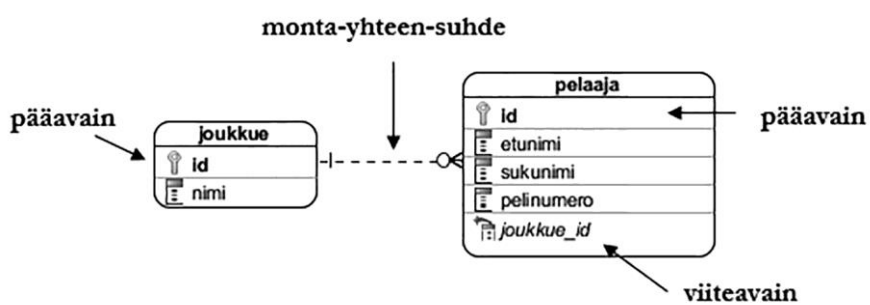 monta-yhteen-suhde
pääavain
joukkue
id
nimi
pelaaja
id
etunimi
sukunimi
pelinumero
joukkue_id
pääavain
viiteavain